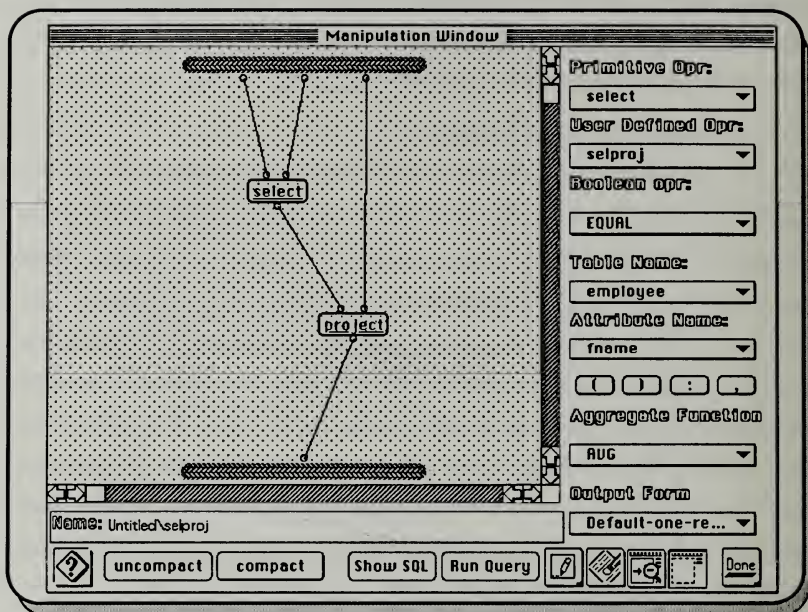 Manipulation Window
select
project
Primitive Opr:
select
User Defined Opr:
selproj
Boolean opr:
EQUAL
Table Name:
employee
Attribute Name:
fname
( ) : ,
Aggregate Function
AVG
Output Form
Default-one-re...
Name: Untitled\selproj
? uncompact compact Show SQL Run Query Done